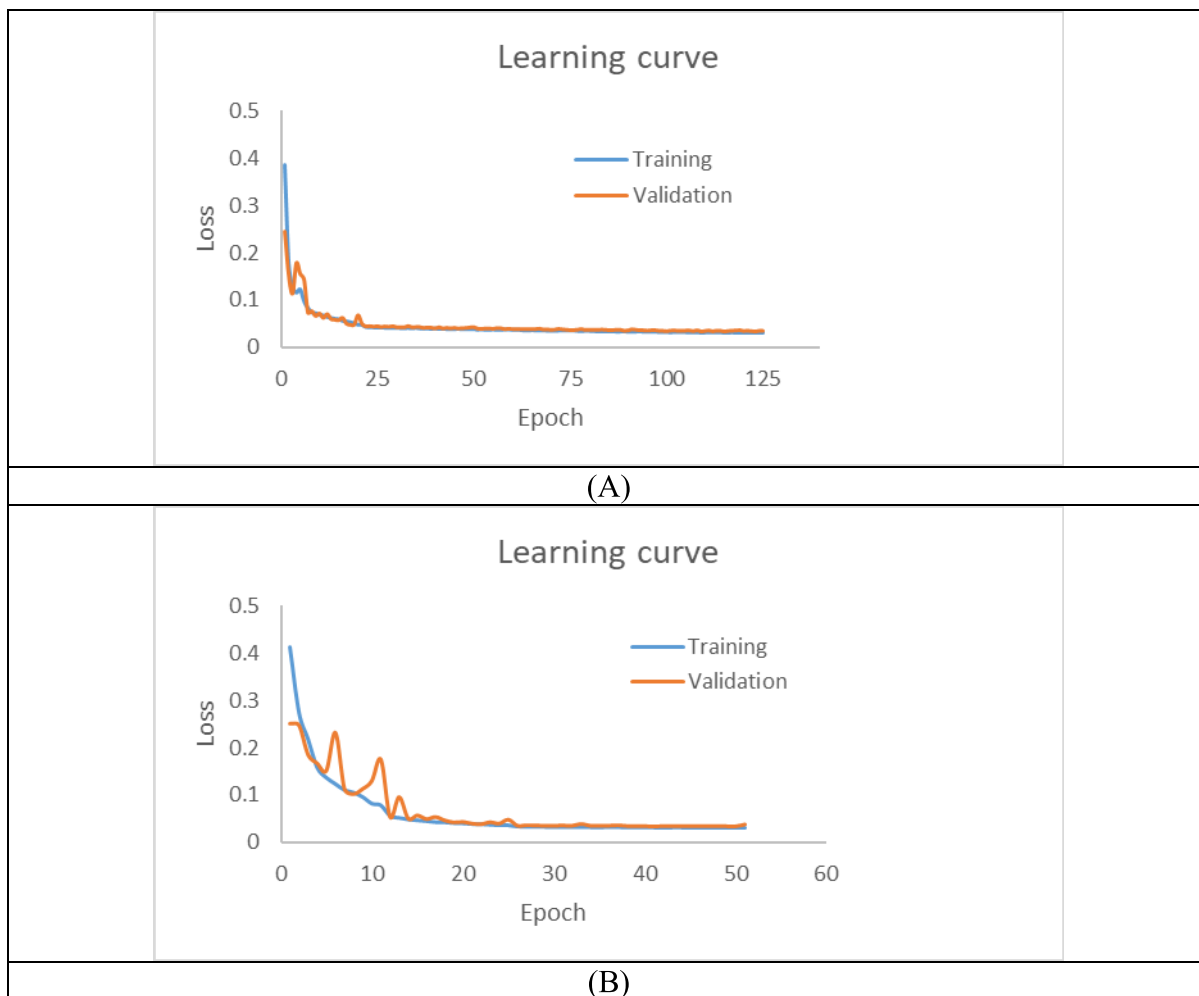 Learning curve
0.5
0.4
0.3
0.2
0.1
0
Loss
Training
Validation
0 25 50 75 100 125
Epoch
(A)
Learning curve
0.5
0.4
0.3
0.2
0.1
0
Loss
Training
Validation
0 10 20 30 40 50 60
Epoch
(B)